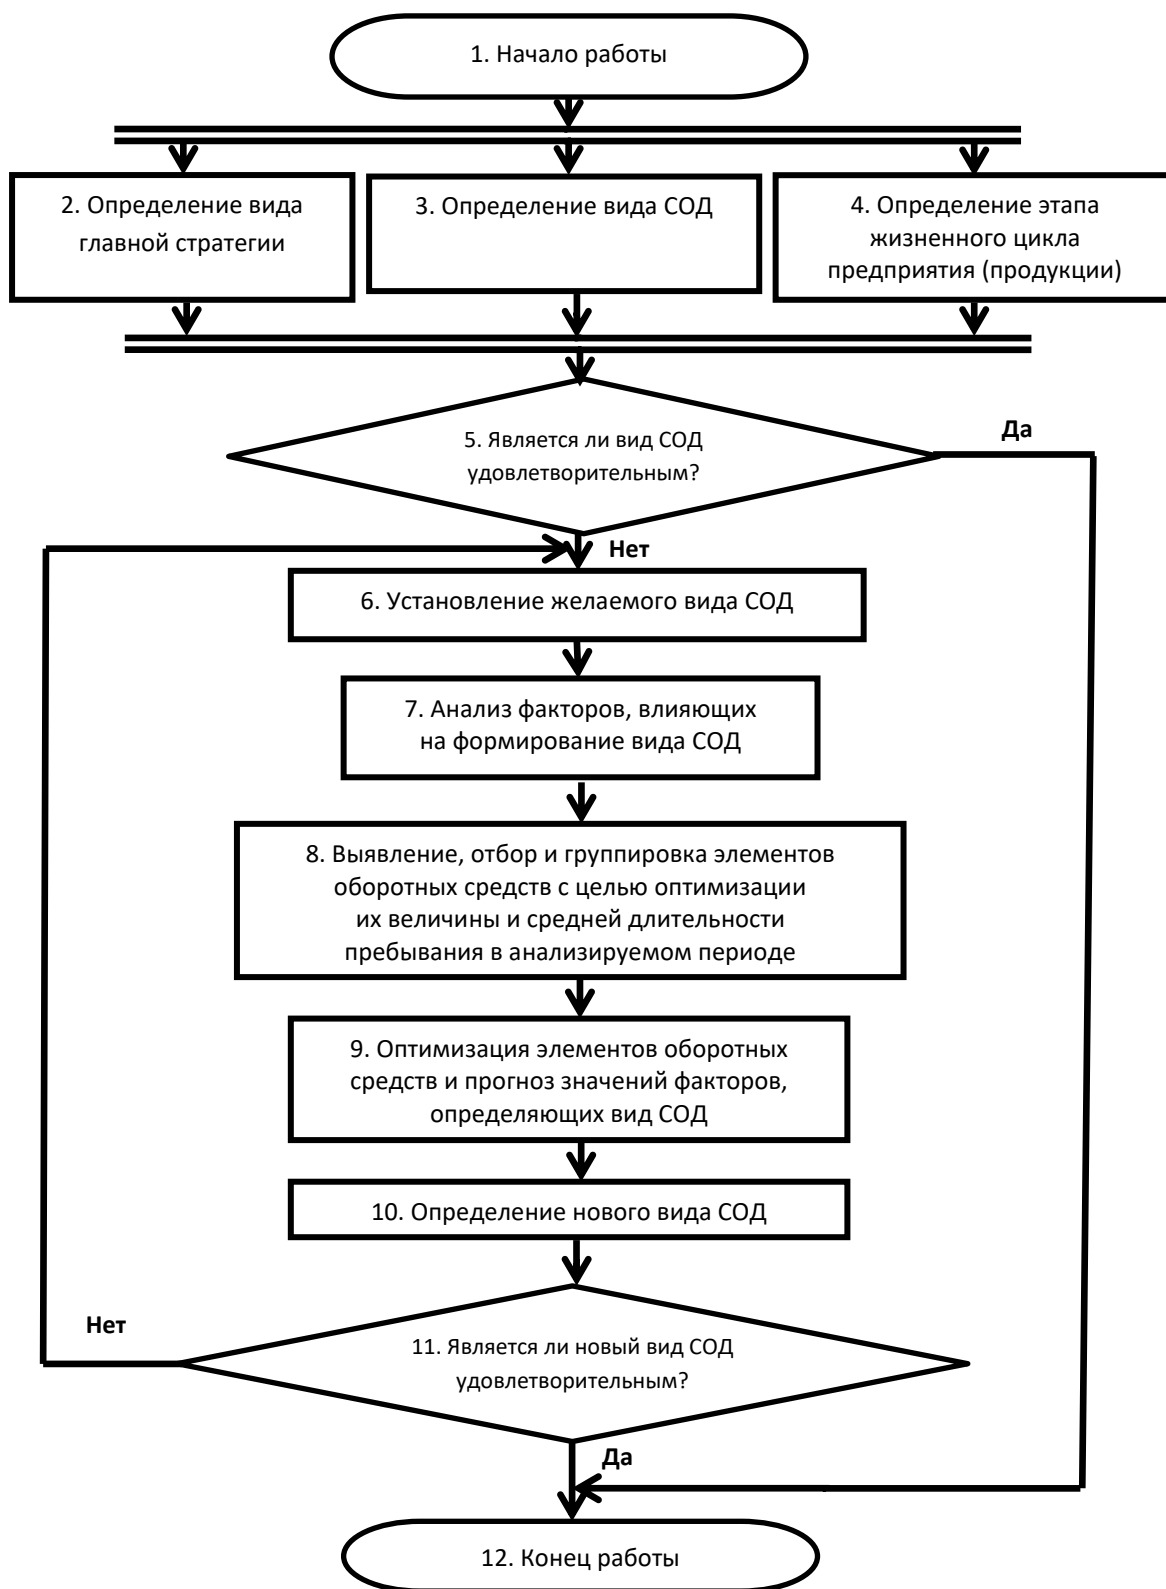 1. Начало работы
2. Определение вида
главной стратегии
3. Определение вида СОД
4. Определение этапа
жизненного цикла
предприятия (продукции)
5. Является ли вид СОД
удовлетворительным?
Да
Нет
6. Установление желаемого вида СОД
7. Анализ факторов, влияющих
на формирование вида СОД
8. Выявление, отбор и группировка элементов
оборотных средств с целью оптимизации
их величины и средней длительности
пребывания в анализируемом периоде
9. Оптимизация элементов оборотных
средств и прогноз значений факторов,
определяющих вид СОД
10. Определение нового вида СОД
Нет
11. Является ли новый вид СОД
удовлетворительным?
Да
12. Конец работы